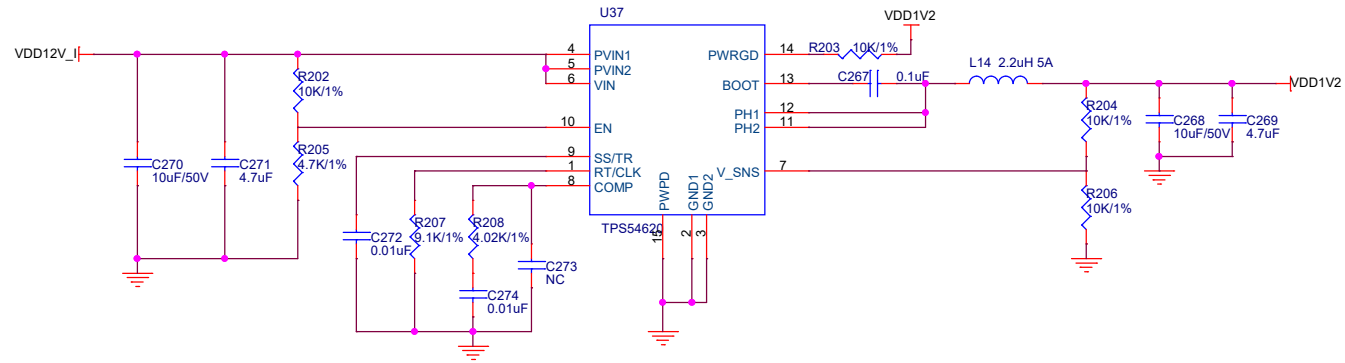 U37
VDD1V2
VDD12V_I
4
PVIN1
5
PVIN2
6
VIN
PWRGD
14
R203 10K/1%
BOOT
13
C267
0.1uF
L14 2.2uH 5A
VDD1V2
R202
10K/1%
PH1
12
PH2
11
R204
10K/1%
C268
10uF/50V
C269
4.7uF
10
EN
R205
4.7K/1%
9
SS/TR
1
RT/CLK
8
COMP
V_SNS
7
C270
10uF/50V
C271
4.7uF
PWPD
GND1
GND2
R206
10K/1%
TPS54620
15
2
3
R207
9.1K/1%
R208
4.02K/1%
C272
0.01uF
C273
NC
C274
0.01uF